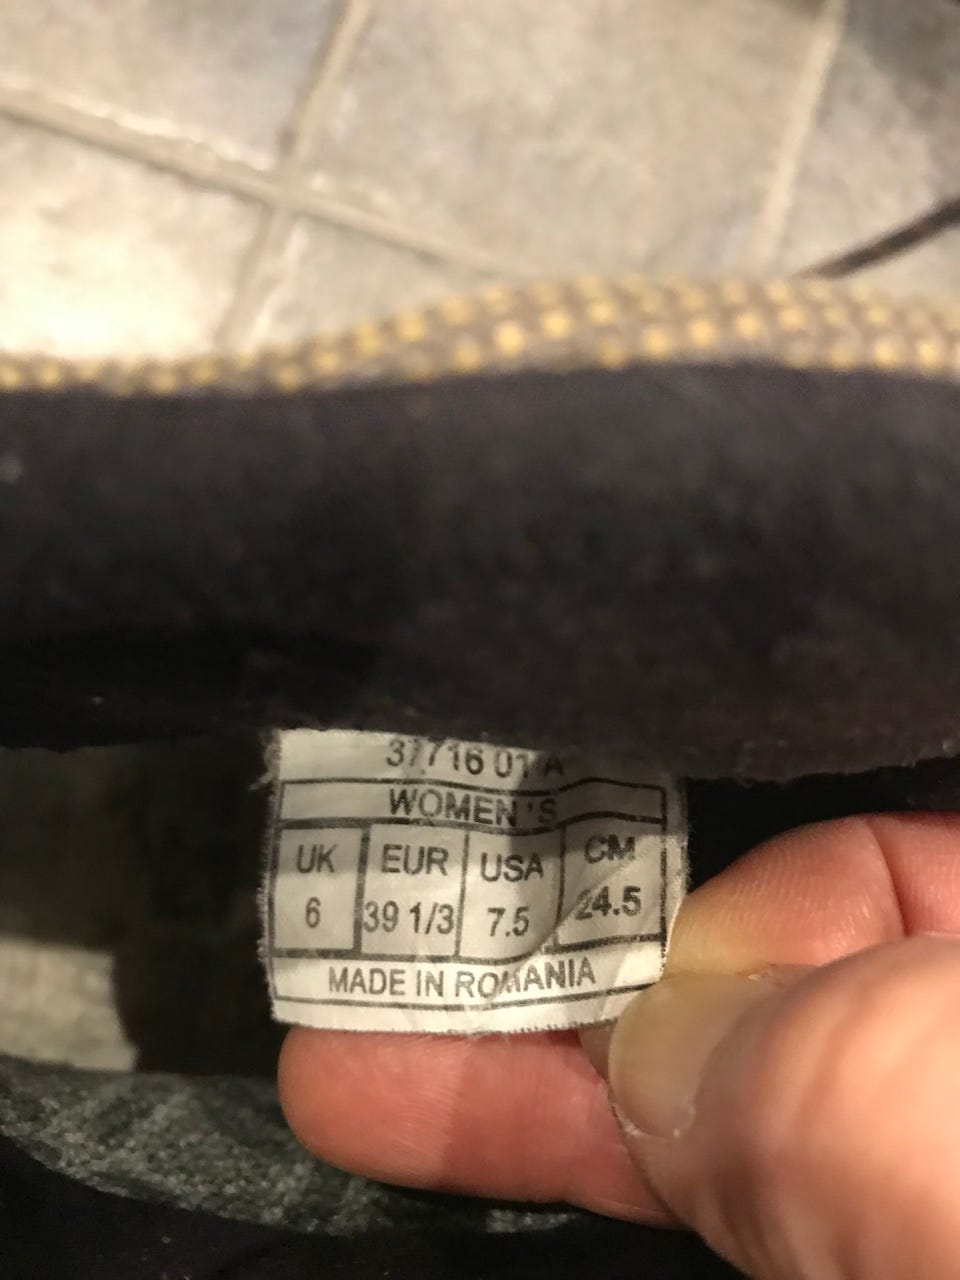 37716 01 A
WOMEN'S
UK EUR USA CM
6 39 1/3 7.5 24.5
MADE IN ROMANIA